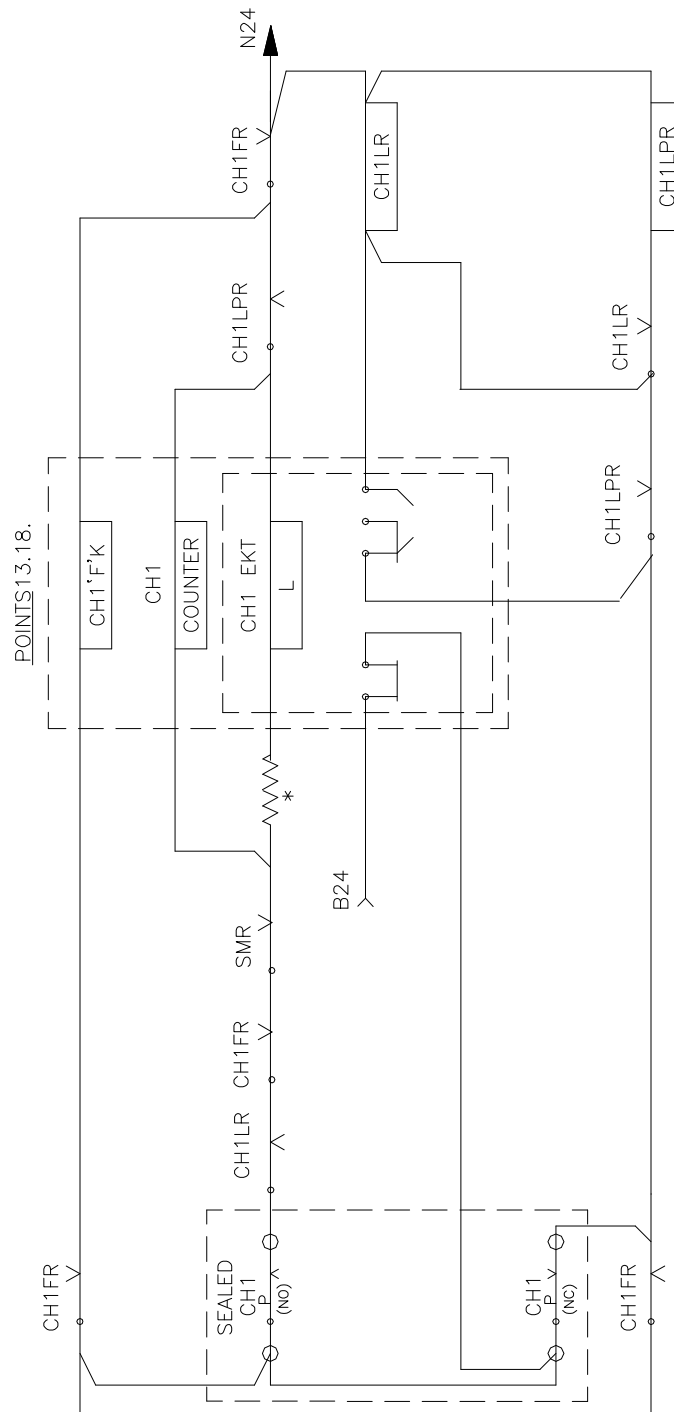 N24
CH1FR
CH1LR
CH1LPR
CH1LPR
CH1LR
CH1LPR
POINTS13.18.
CH1'F'K
CH1
COUNTER
CH1 EKT
L
*
B24
SMR
CH1FR
CH1LR
SEALED
CH1
P
(NO)
CH1
P
(NC)
CH1FR
CH1FR